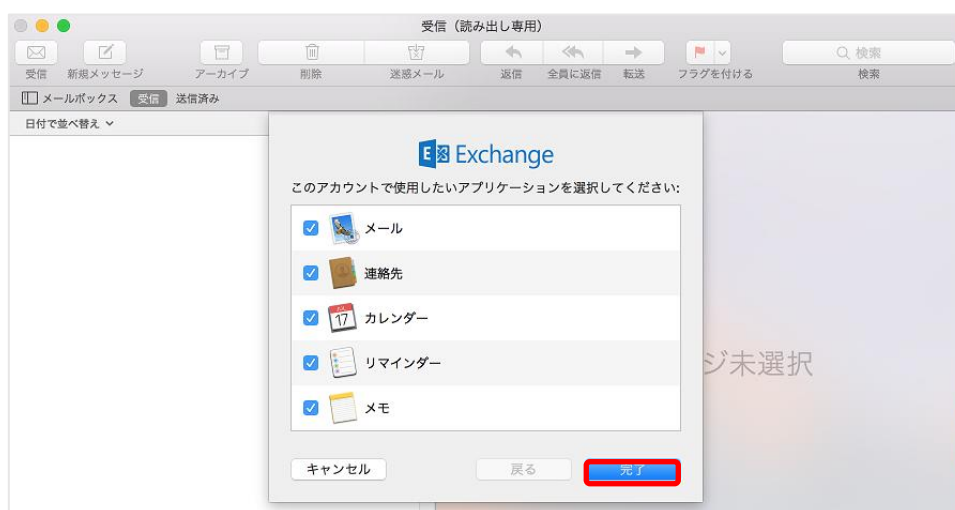 受信（読み出し専用）
受信 新規メッセージ アーカイブ 削除 迷惑メール 返信 全員に返信 転送 フラグを付ける 検索 検索
メールボックス 受信 送信済み
日付で並べ替え
E Exchange
このアカウントで使用したいアプリケーションを選択してください:
メール
連絡先
17 カレンダー
リマインダー
ジ未選択
メモ
キャンセル 戻る 完了